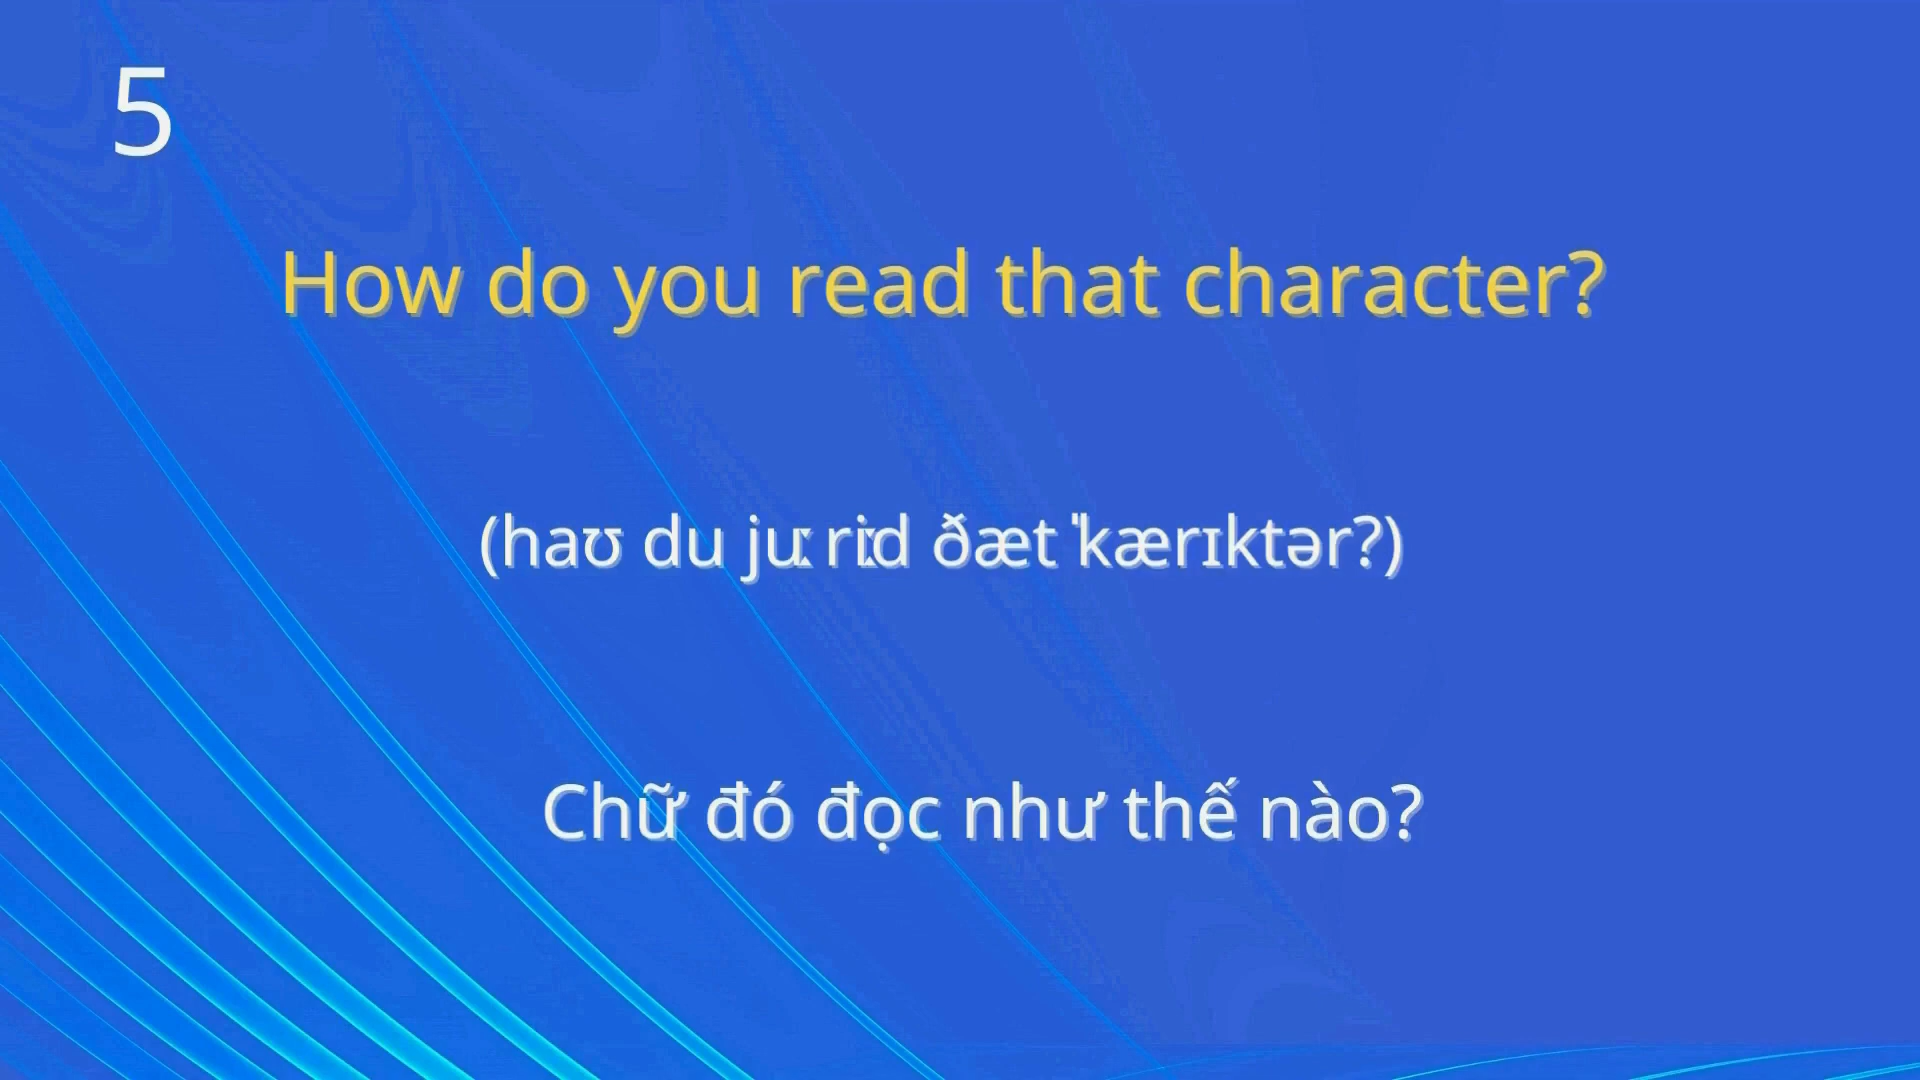 5
How do you read that character?
(haʊ du juː riːd ðæt ˈkærɪktər?)
Chữ đó đọc như thế nào?